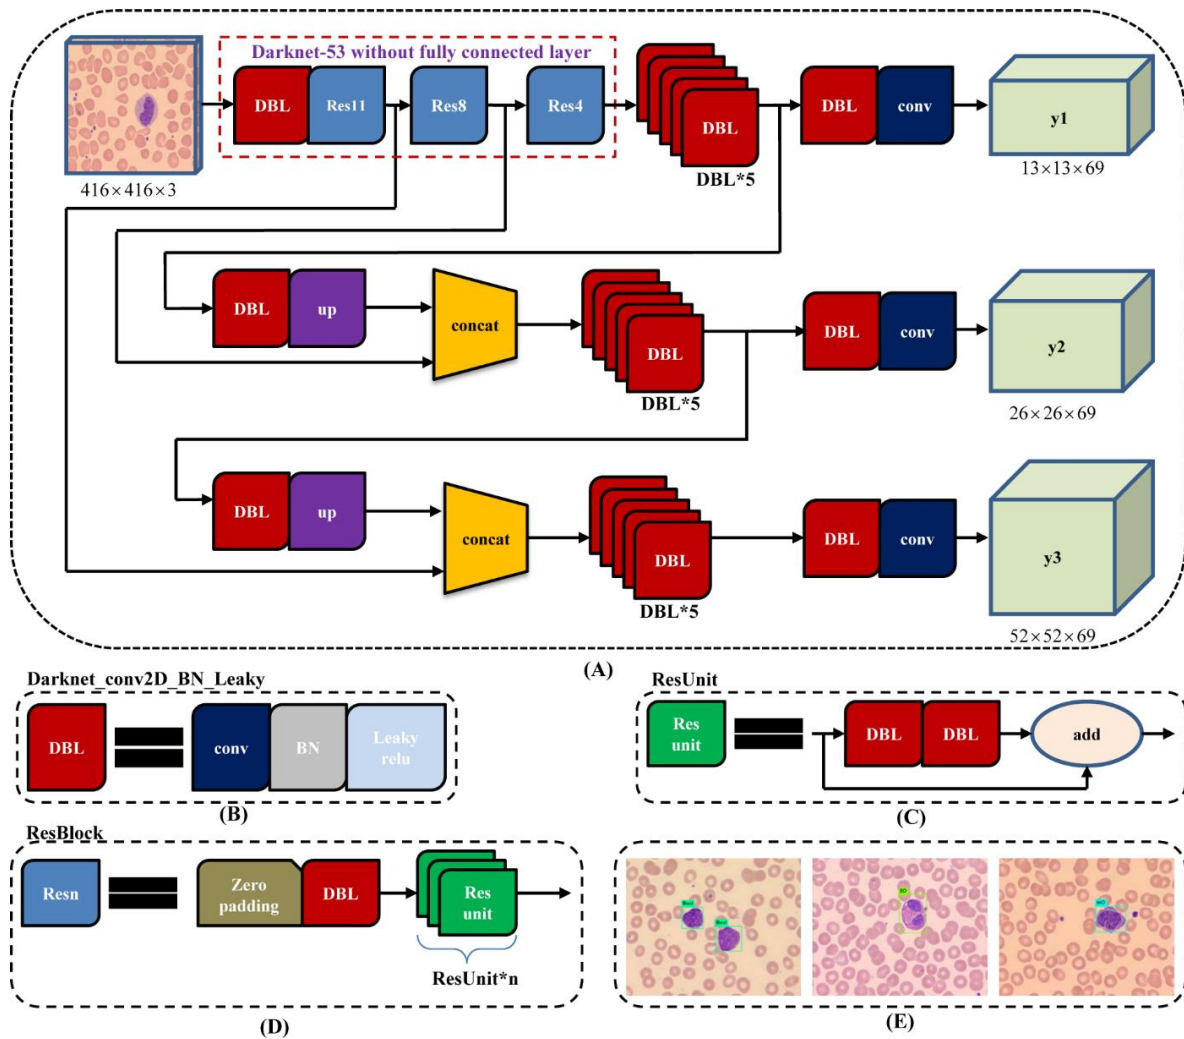 Darknet-53 without fully connected layer
DBL
Res11
Res8
Res4
DBL
DBL*5
DBL
conv
y1
416×416×3
13×13×69
DBL
up
concat
DBL
DBL*5
DBL
conv
y2
26×26×69
DBL
up
concat
DBL
DBL*5
DBL
conv
y3
52×52×69
(A)
Darknet_conv2D_BN_Leaky
DBL
conv
BN
Leaky
relu
(B)
ResUnit
Res
unit
DBL
DBL
add
(C)
ResBlock
Resn
Zero
padding
DBL
Res
unit
ResUnit*n
(D)
(E)